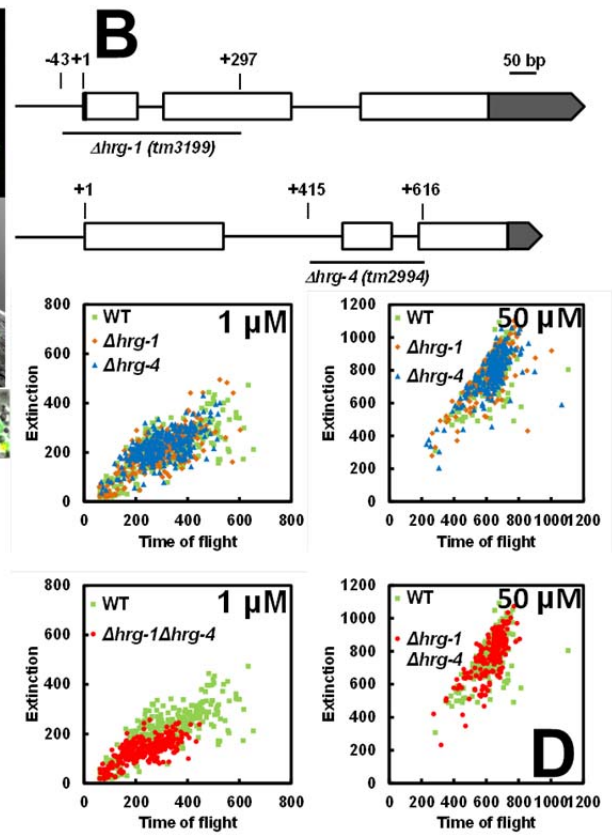 B
-43 +1 +297 50 bp
Δhrg-1 (tm3199)
+1 +415 +616
Δhrg-4 (tm2994)
800
600
400
200
0
Extinction
WT
Δhrg-1
Δhrg-4
1 μM
0 200 400 600 800
Time of flight
1200
1000
800
600
400
200
0
Extinction
WT
Δhrg-1
Δhrg-4
50 μM
0 200 400 600 800 1000 1200
Time of flight
800
600
400
200
0
Extinction
WT
Δhrg-1Δhrg-4
1 μM
0 200 400 600 800
Time of flight
1200
1000
800
600
400
200
0
Extinction
WT
Δhrg-1
Δhrg-4
50 μM
D
0 200 400 600 800 1000 1200
Time of flight